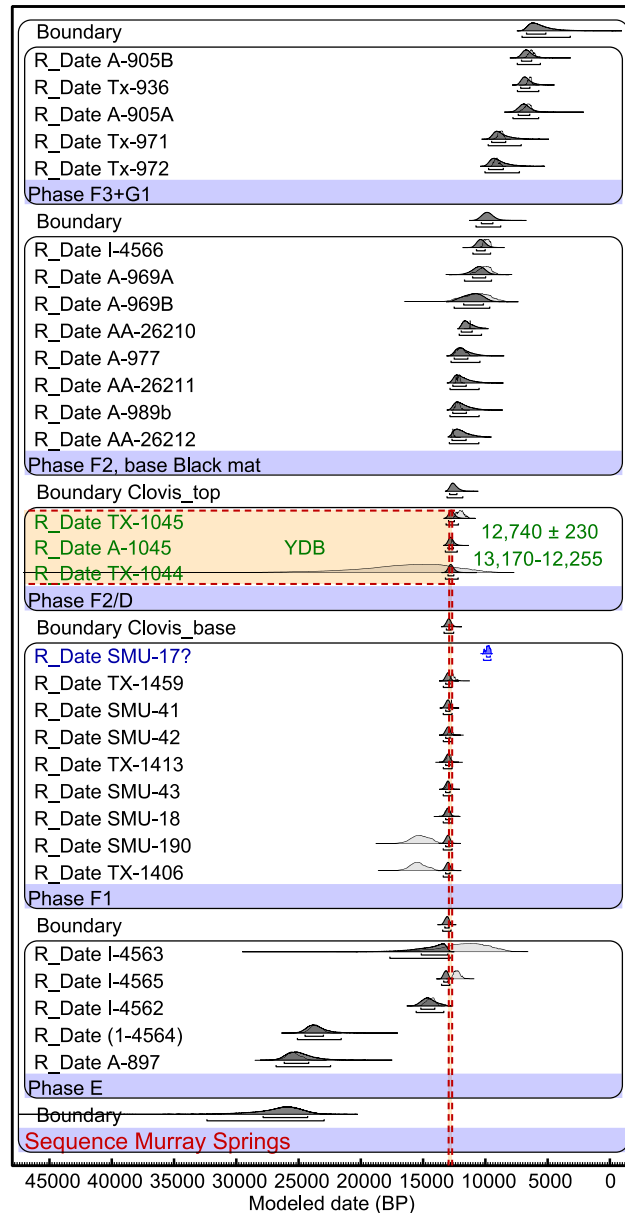 Boundary
R_Date A-905B
R_Date Tx-936
R_Date A-905A
R_Date Tx-971
R_Date Tx-972
Phase F3+G1
Boundary
R_Date I-4566
R_Date A-969A
R_Date A-969B
R_Date AA-26210
R_Date A-977
R_Date AA-26211
R_Date A-989b
R_Date AA-26212
Phase F2, base Black mat
Boundary Clovis_top
R_Date TX-1045
12,740 ± 230
R_Date A-1045
YDB
13,170-12,255
R_Date TX-1044
Phase F2/D
Boundary Clovis_base
R_Date SMU-17?
R_Date TX-1459
R_Date SMU-41
R_Date SMU-42
R_Date TX-1413
R_Date SMU-43
R_Date SMU-18
R_Date SMU-190
R_Date TX-1406
Phase F1
Boundary
R_Date I-4563
R_Date I-4565
R_Date I-4562
R_Date (1-4564)
R_Date A-897
Phase E
Boundary
Sequence Murray Springs
45000 40000 35000 30000 25000 20000 15000 10000 5000 0
Modeled date (BP)